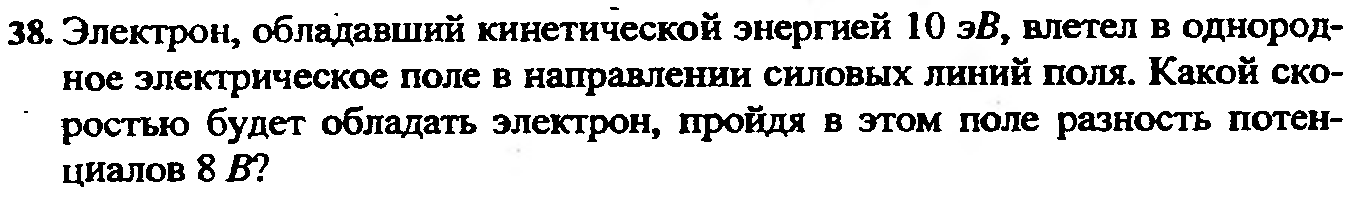 38. Электрон, обладавший кинетической энергией 10 эВ, влетел в однород-
ное электрическое поле в направлении силовых линий поля. Какой ско-
ростью будет обладать электрон, пройдя в этом поле разность потен-
циалов 8 В?